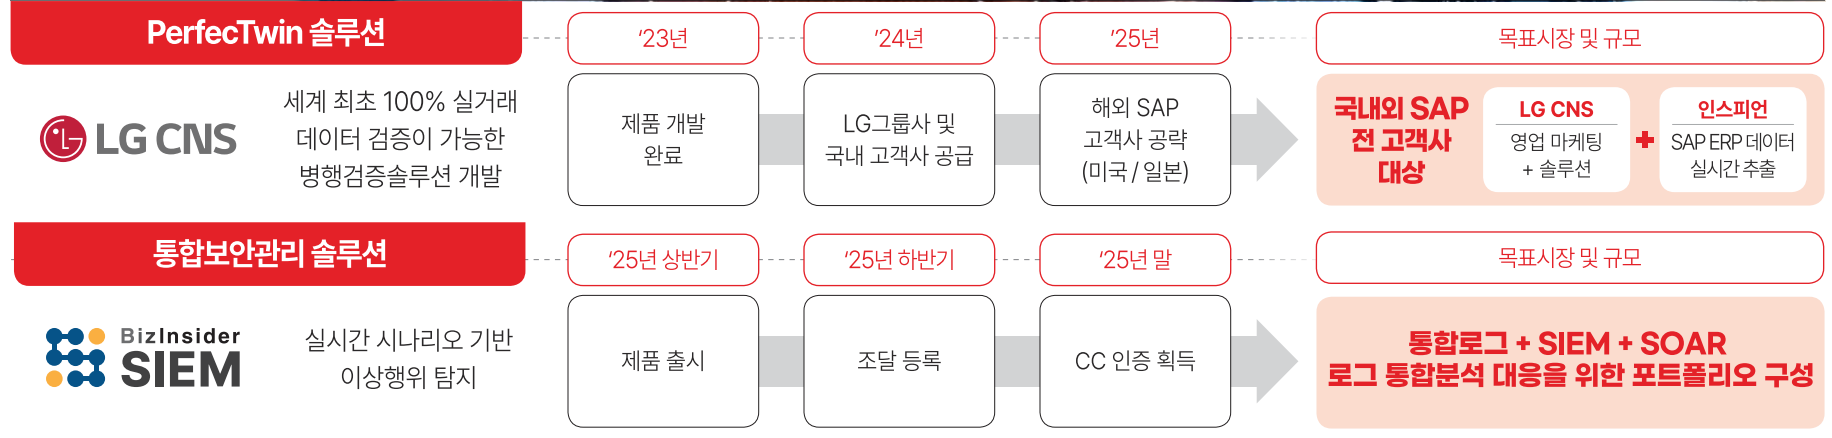 PerfecTwin 솔루션
‘23년
‘24년
‘25년
목표시장 및 규모
LG CNS
세계 최초 100% 실거래
데이터 검증이 가능한
병행검증솔루션 개발
제품 개발
완료
LG그룹사 및
국내 고객사 공급
해외 SAP
고객사 공략
(미국 / 일본)
국내외 SAP
전 고객사
대상
LG CNS
영업 마케팅
+ 솔루션
+
인스피언
SAP ERP 데이터
실시간 추출
통합보안관리 솔루션
‘25년 상반기
‘25년 하반기
‘25년 말
목표시장 및 규모
BizInsider
SIEM
실시간 시나리오 기반
이상행위 탐지
제품 출시
조달 등록
CC 인증 획득
통합로그 + SIEM + SOAR
로그 통합분석 대응을 위한 포트폴리오 구성